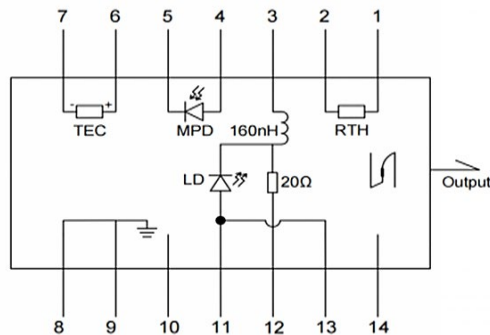 7 6 5 4 3 2 1
- +
TEC MPD 160nH RTH
LD 20Ω
Output
8 9 10 11 12 13 14